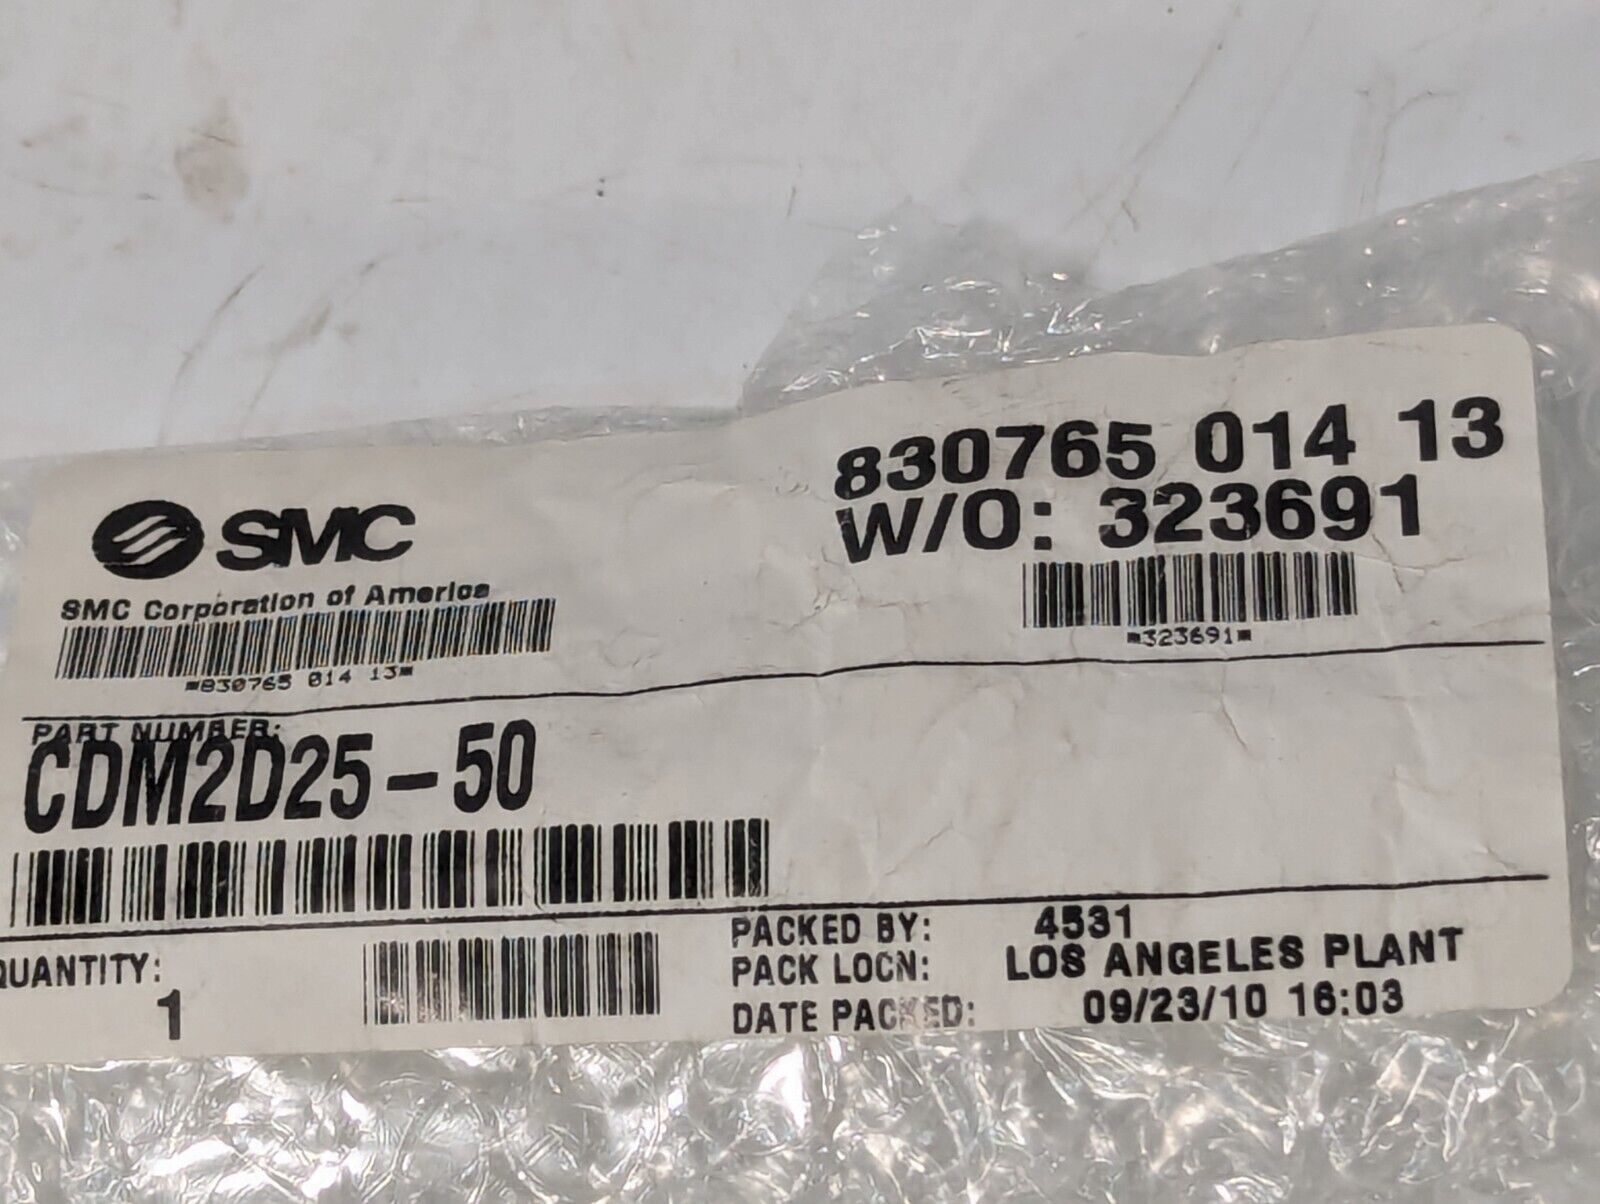 SMC
SMC Corporation of America
*830765 014 13*
830765 014 13
W/O: 323691
*323691*
PART NUMBER:
CDM2D25-50
QUANTITY:
1
PACKED BY: 4531
PACK LOCN: LOS ANGELES PLANT
DATE PACKED: 09/23/10 16:03